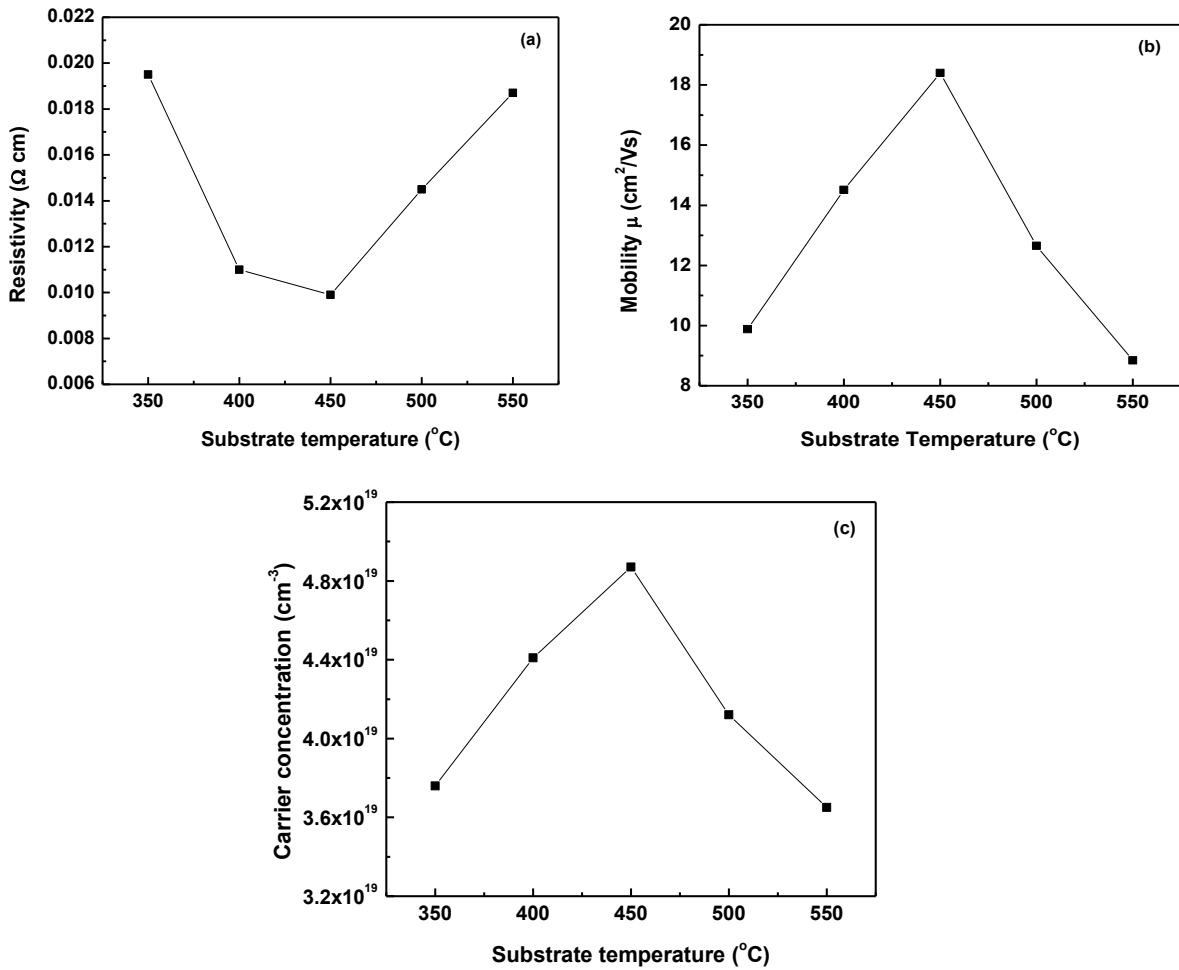 (a)
Resistivity (Ω cm)
0.022
0.020
0.018
0.016
0.014
0.012
0.010
0.008
0.006
350 400 450 500 550
Substrate temperature (°C)
(b)
Mobility μ (cm²/Vs)
20
18
16
14
12
10
8
350 400 450 500 550
Substrate Temperature (°C)
(c)
Carrier concentration (cm⁻³)
5.2x10¹⁹
4.8x10¹⁹
4.4x10¹⁹
4.0x10¹⁹
3.6x10¹⁹
3.2x10¹⁹
350 400 450 500 550
Substrate temperature (°C)